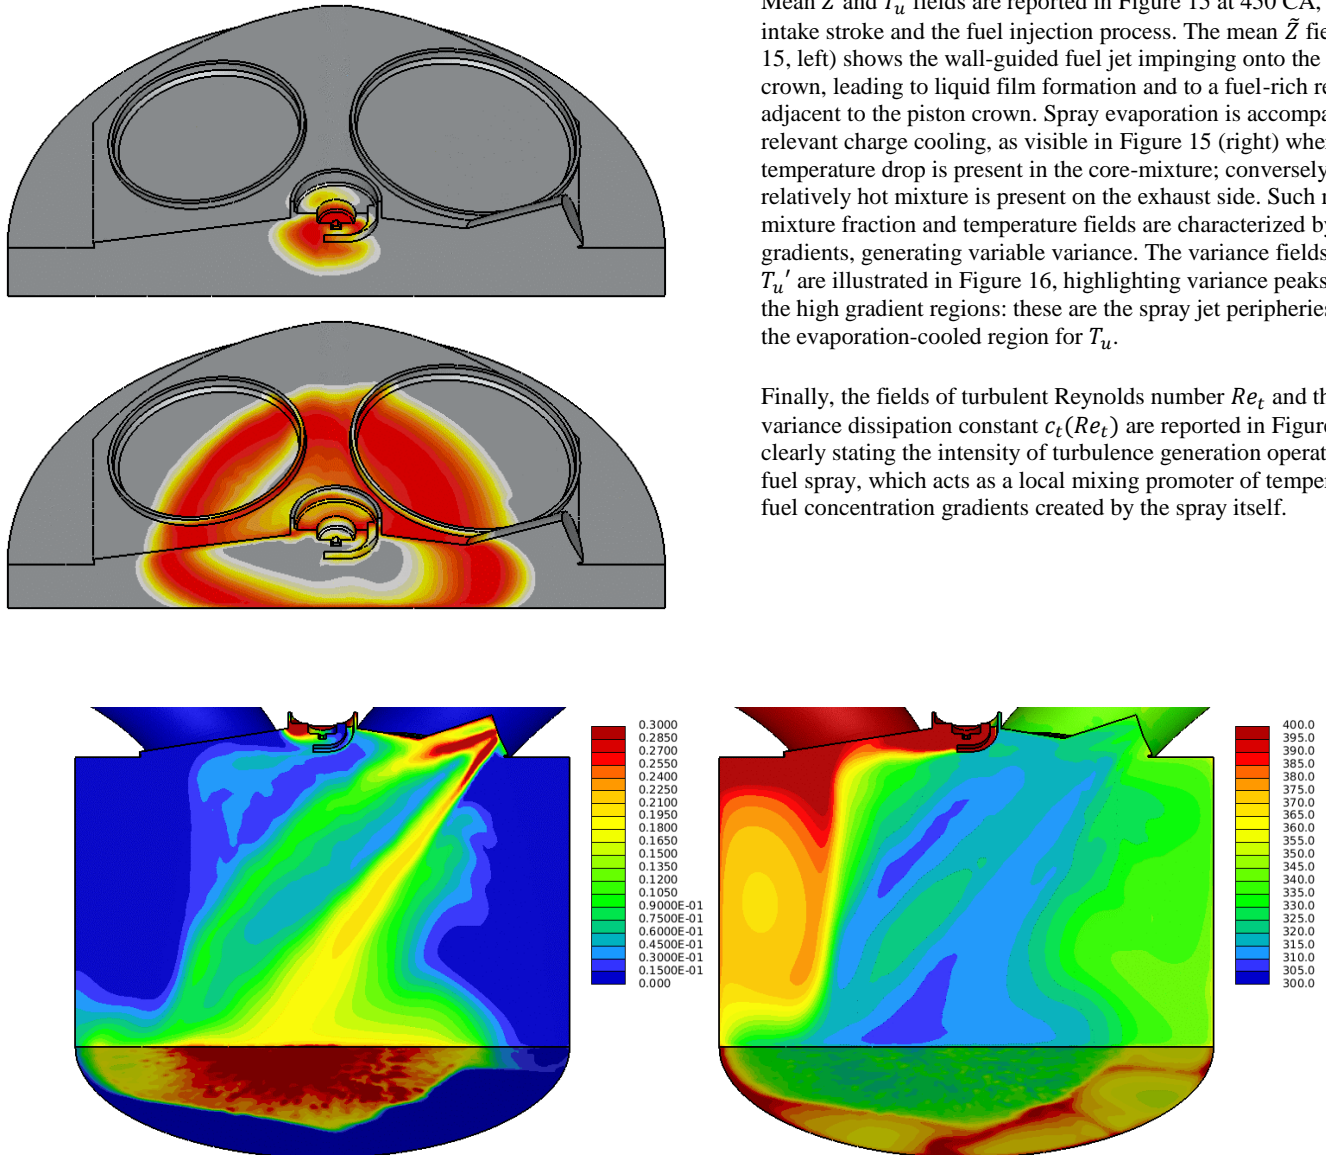 Mean Z̃ and T_u fields are reported in Figure 15 at 450 CA,
intake stroke and the fuel injection process. The mean Z̃ fie
15, left) shows the wall-guided fuel jet impinging onto the
crown, leading to liquid film formation and to a fuel-rich re
adjacent to the piston crown. Spray evaporation is accompa
relevant charge cooling, as visible in Figure 15 (right) whe
temperature drop is present in the core-mixture; conversely
relatively hot mixture is present on the exhaust side. Such
mixture fraction and temperature fields are characterized by
gradients, generating variable variance. The variance fields
T_u' are illustrated in Figure 16, highlighting variance peaks
the high gradient regions: these are the spray jet peripheries
the evaporation-cooled region for T_u.
Finally, the fields of turbulent Reynolds number Re_t and th
variance dissipation constant c_t(Re_t) are reported in Figure
clearly stating the intensity of turbulence generation operat
fuel spray, which acts as a local mixing promoter of temper
fuel concentration gradients created by the spray itself.
0.3000
0.2850
0.2700
0.2550
0.2400
0.2250
0.2100
0.1950
0.1800
0.1650
0.1500
0.1350
0.1200
0.1050
0.9000E-01
0.7500E-01
0.6000E-01
0.4500E-01
0.3000E-01
0.1500E-01
0.000
400.0
395.0
390.0
385.0
380.0
375.0
370.0
365.0
360.0
355.0
350.0
345.0
340.0
335.0
330.0
325.0
320.0
315.0
310.0
305.0
300.0